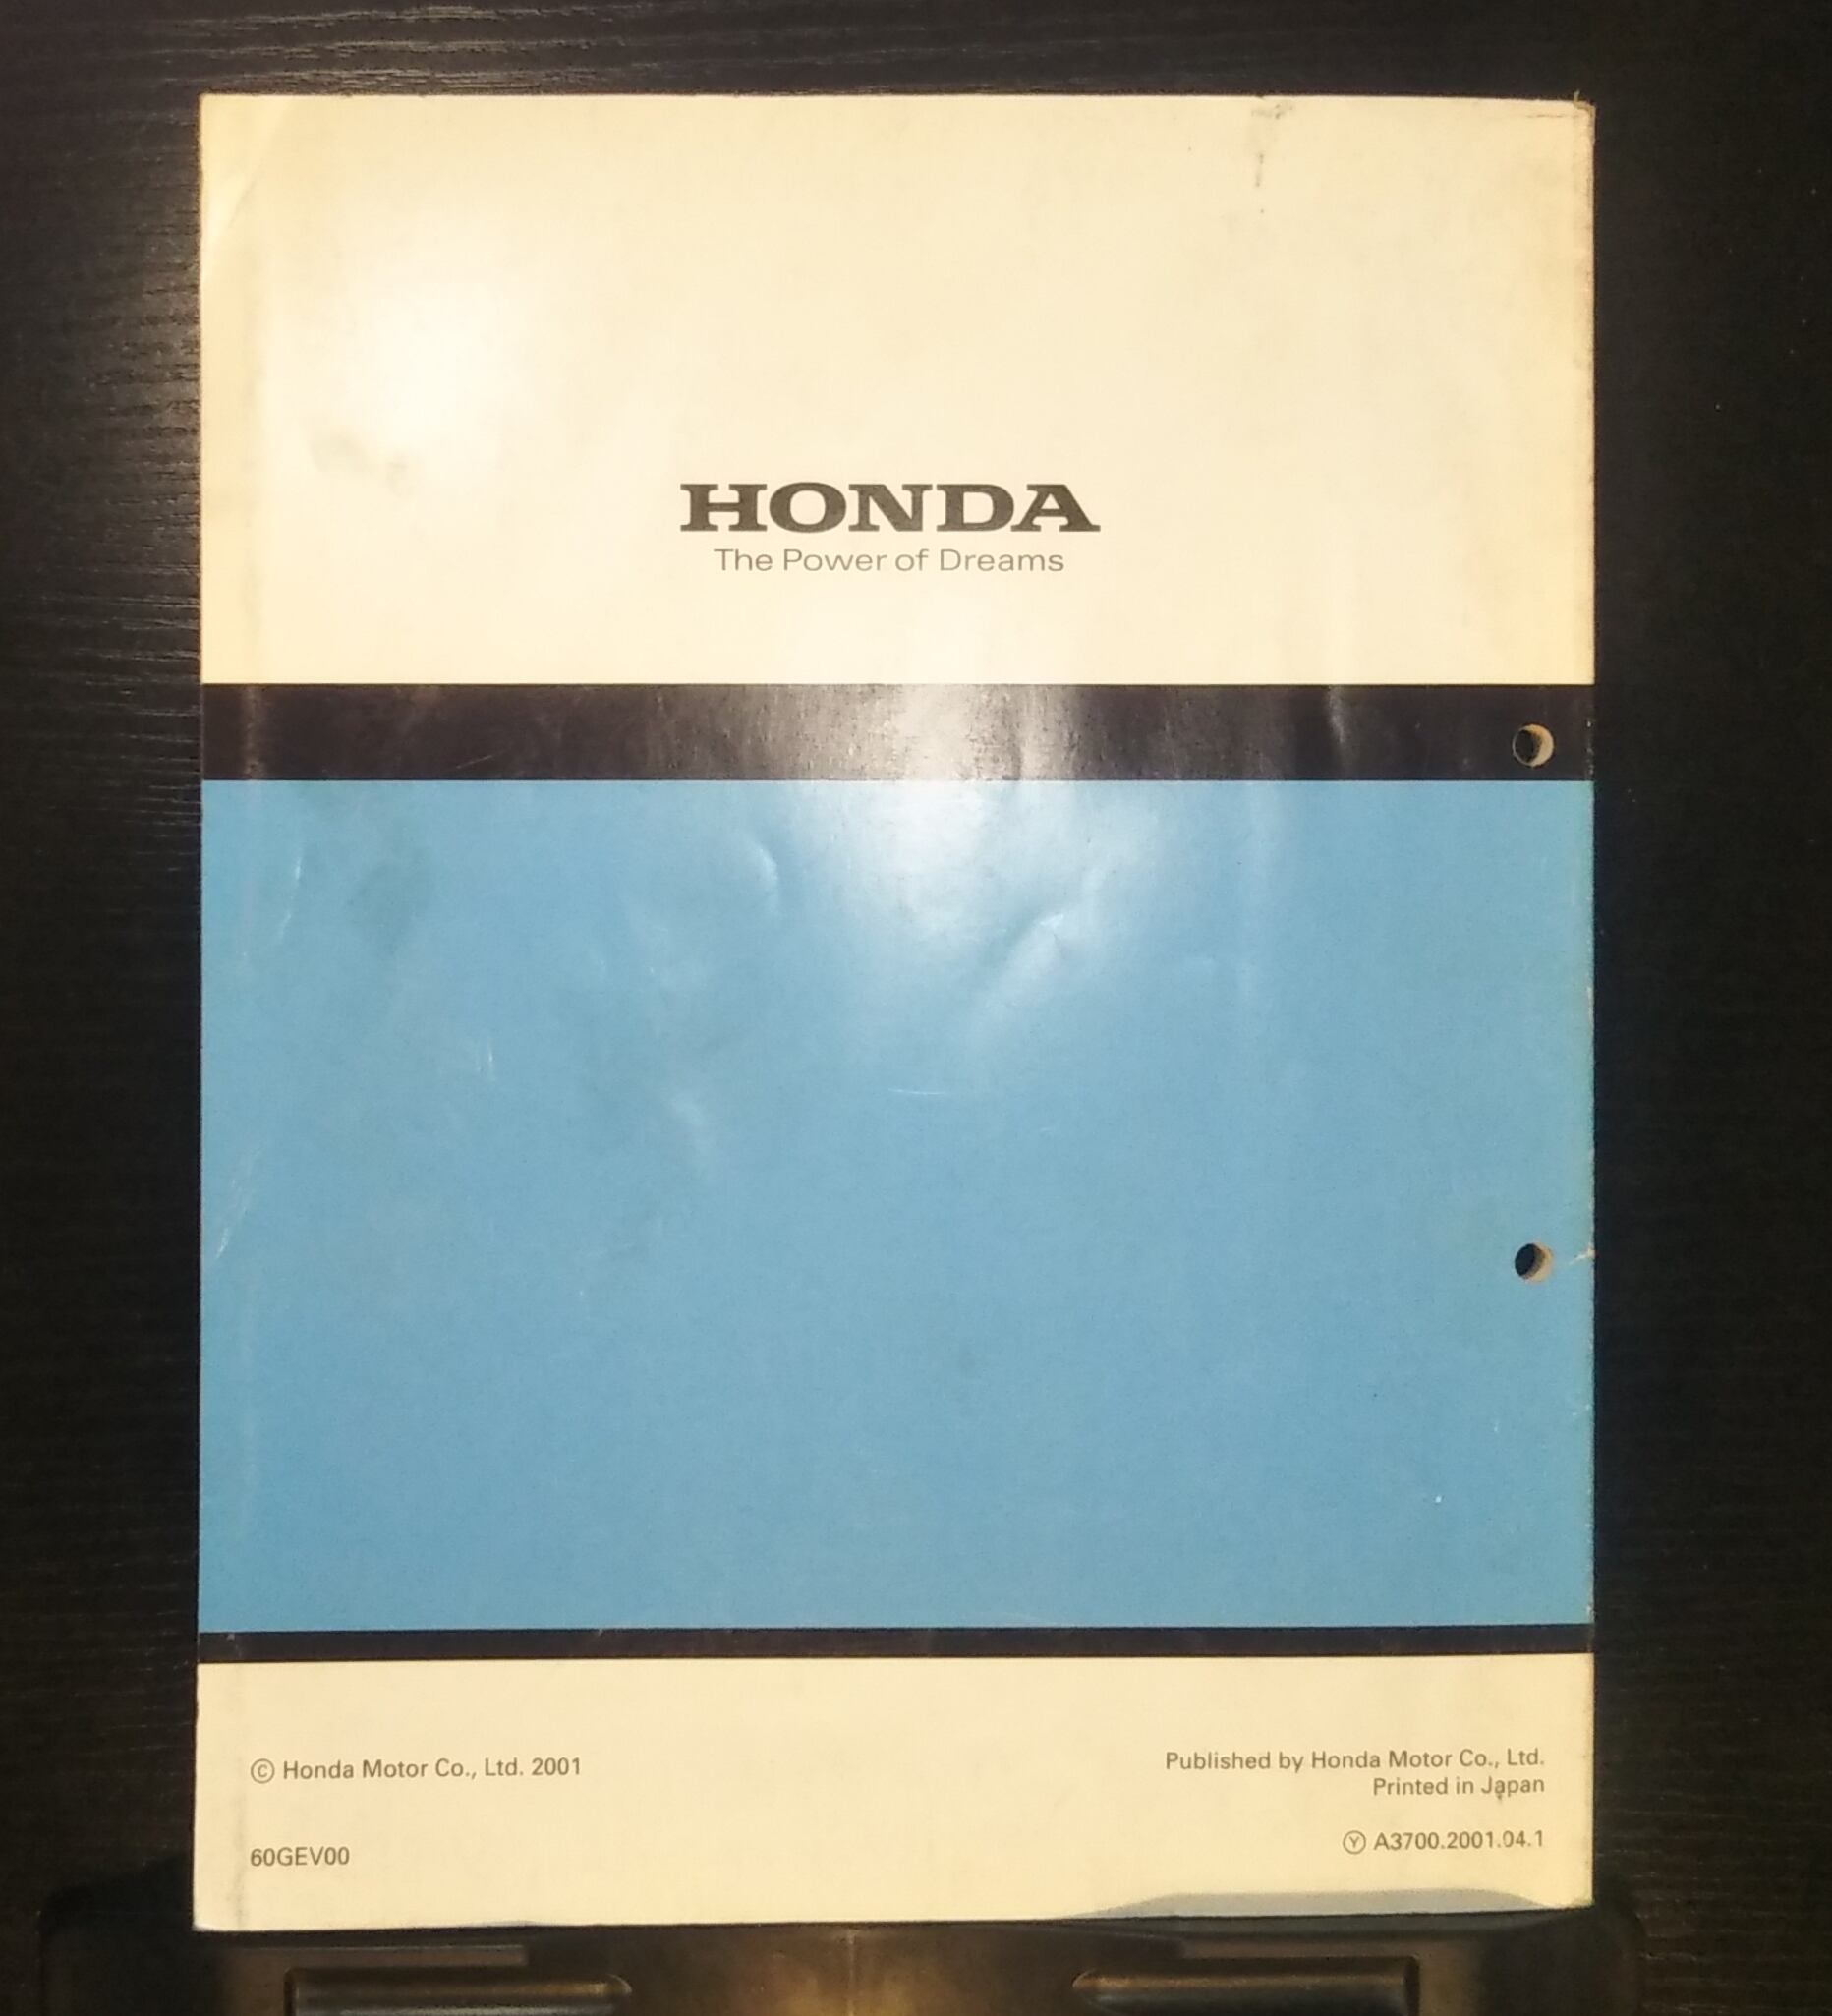 HONDA
The Power of Dreams
© Honda Motor Co., Ltd. 2001
60GEV00
Published by Honda Motor Co., Ltd.
Printed in Japan
Ⓨ A3700.2001.04.1